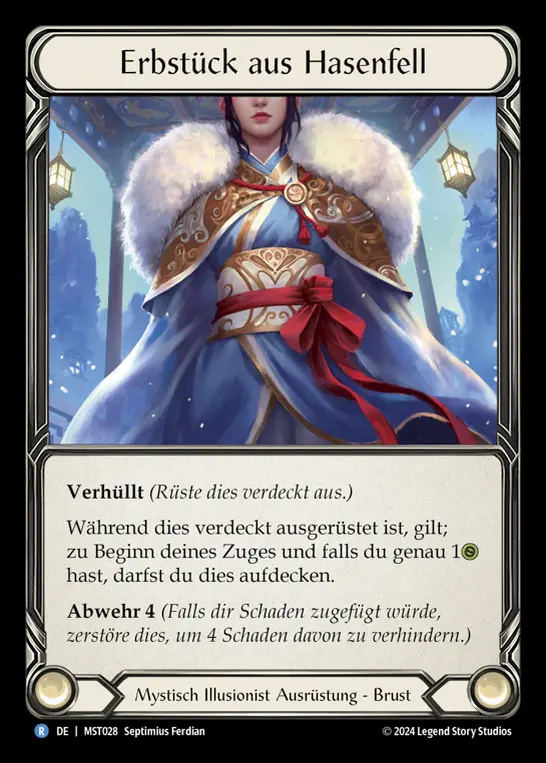 Erbstück aus Hasenfell
Verhüllt (Rüste dies verdeckt aus.)
Während dies verdeckt ausgerüstet ist, gilt;
zu Beginn deines Zuges und falls du genau 1
hast, darfst du dies aufdecken.
Abwehr 4 (Falls dir Schaden zugefügt würde,
zerstöre dies, um 4 Schaden davon zu verhindern.)
Mystisch Illusionist Ausrüstung - Brust
R DE | MST028 Septimius Ferdian © 2024 Legend Story Studios